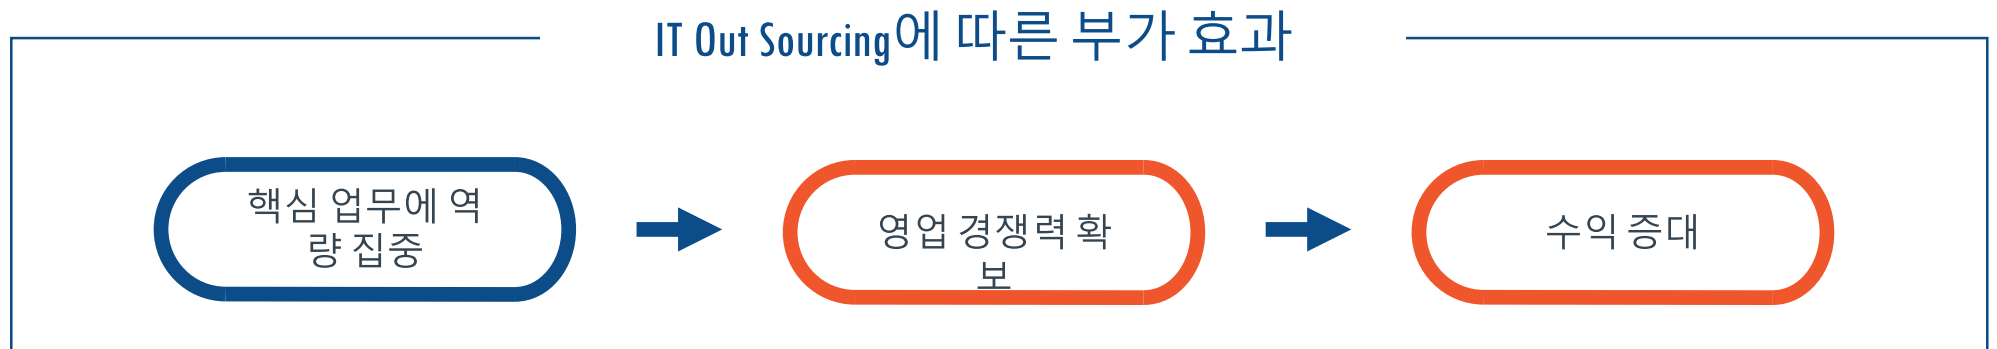 IT Out Sourcing에 따른 부가 효과
핵심 업무에 역
량 집중
영업 경쟁력 확
보
수익 증대